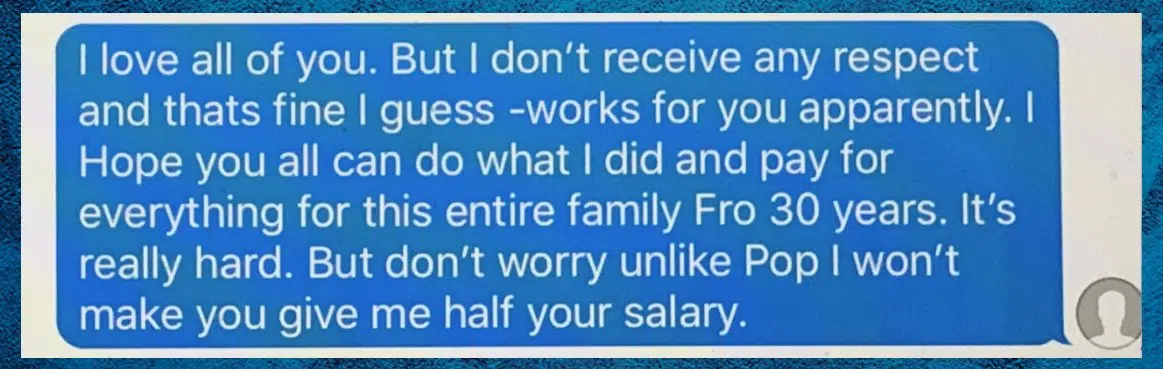 I love all of you. But I don't receive any respect
and thats fine I guess -works for you apparently. I
Hope you all can do what I did and pay for
everything for this entire family Fro 30 years. It's
really hard. But don't worry unlike Pop I won't
make you give me half your salary.